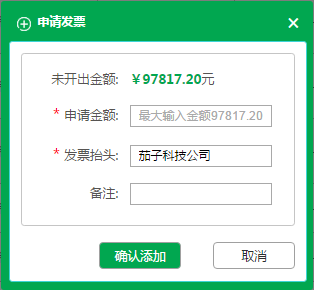 申请发票
未开出金额: ￥97817.20元
* 申请金额: 最大输入金额97817.20
* 发票抬头: 茄子科技公司
备注:
确认添加 取消